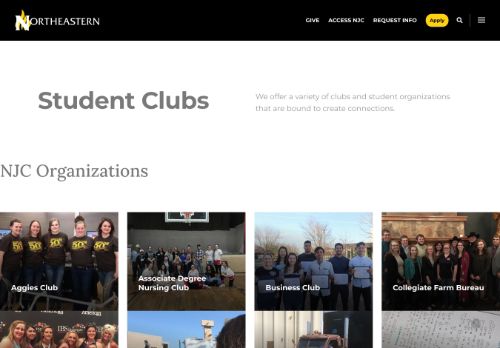 NORTHEASTERN
GIVE ACCESS NJC REQUEST INFO Apply
Student Clubs
We offer a variety of clubs and student organizations
that are bound to create connections.
NJC Organizations
Aggies Club
Associate Degree
Nursing Club
Business Club
Collegiate Farm Bureau